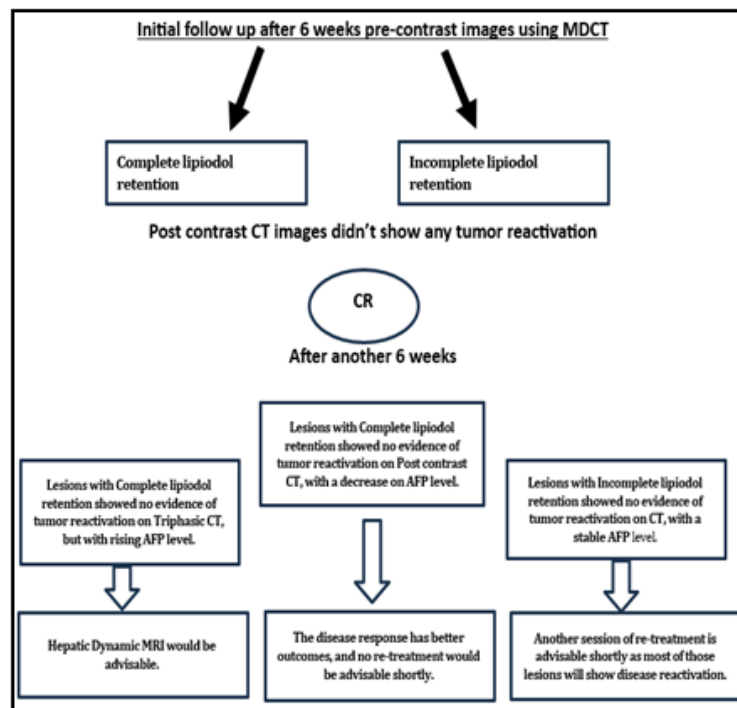 Initial follow up after 6 weeks pre-contrast images using MDCT
Complete lipiodol
retention
Incomplete lipiodol
retention
Post contrast CT images didn't show any tumor reactivation
CR
After another 6 weeks
Lesions with Complete lipiodol
retention showed no evidence of
tumor reactivation on Triphasic CT,
but with rising AFP level.
Lesions with Complete lipiodol
retention showed no evidence of
tumor reactivation on Post contrast
CT, with a decrease on AFP level.
Lesions with Incomplete lipiodol
retention showed no evidence of
tumor reactivation on CT, with a
stable AFP level.
Hepatic Dynamic MRI would be
advisable.
The disease response has better
outcomes, and no re-treatment would
be advisable shortly.
Another session of re-treatment is
advisable shortly as most of those
lesions will show disease reactivation.